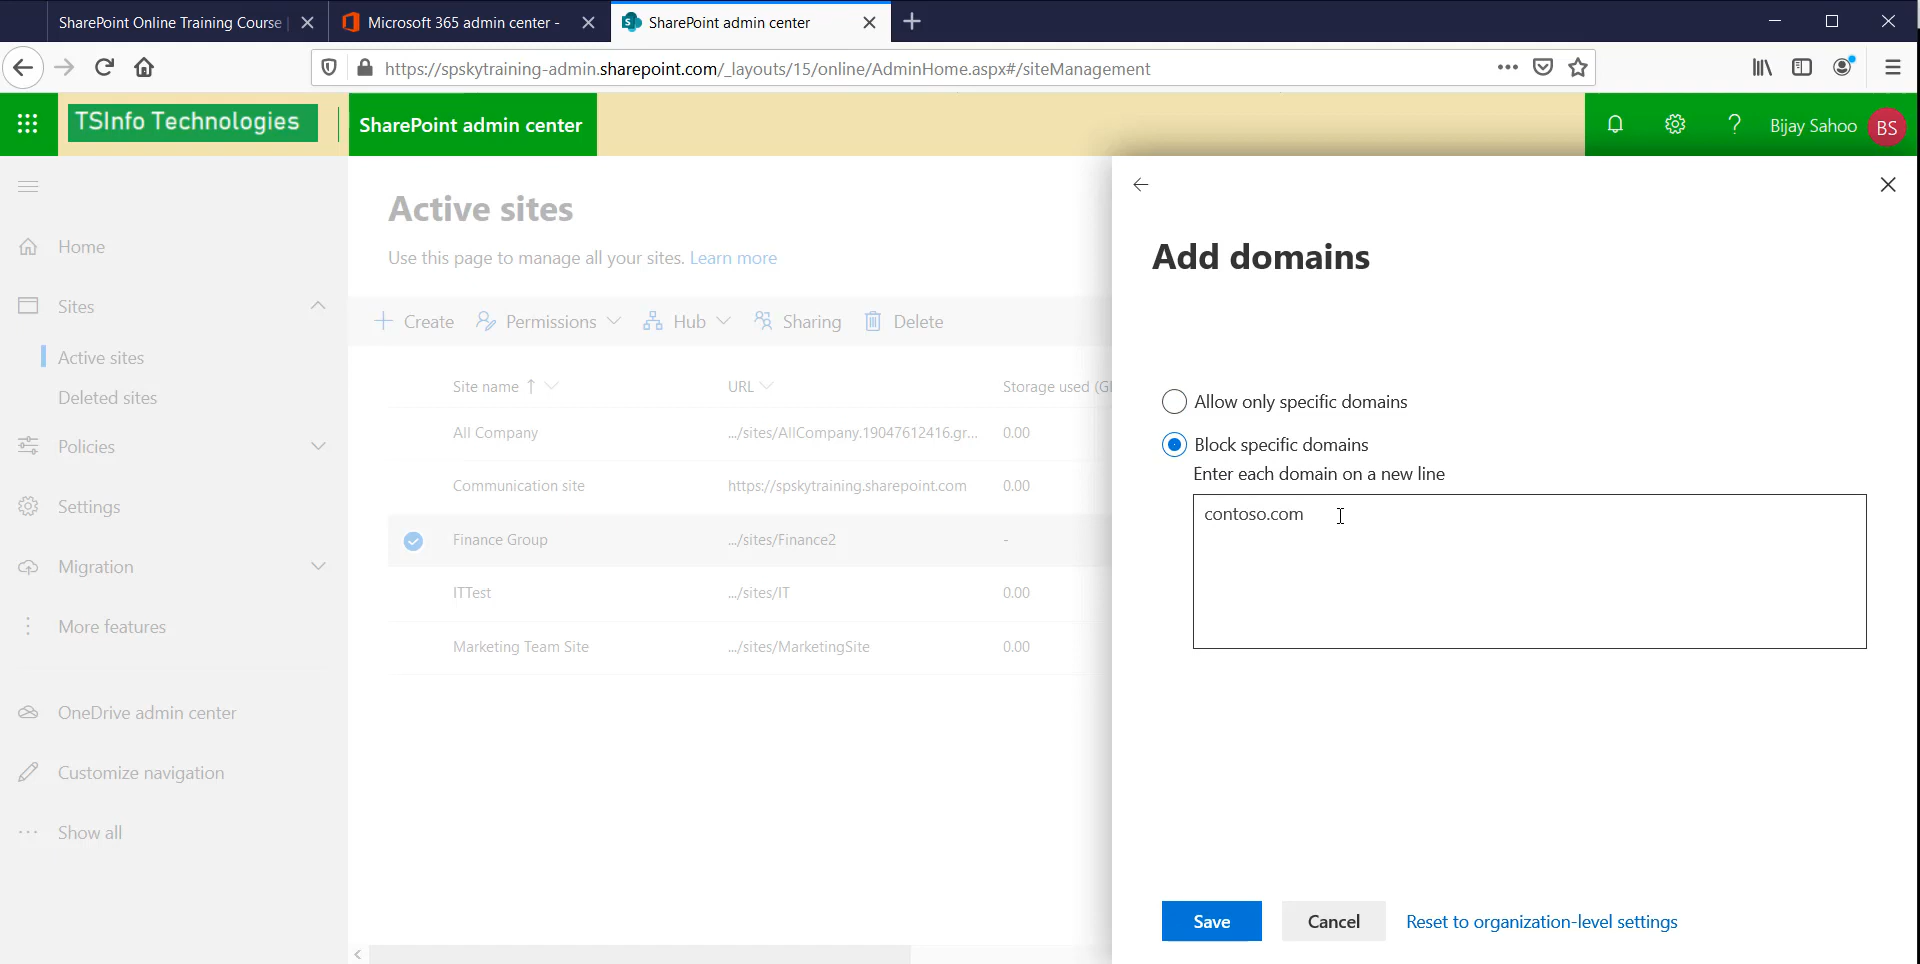 SharePoint Online Training Course
Microsoft 365 admin center -
SharePoint admin center
https://spskytraining-admin.sharepoint.com/_layouts/15/online/AdminHome.aspx#/siteManagement
TSInfo Technologies
SharePoint admin center
Bijay Sahoo
BS
Home
Sites
Active sites
Deleted sites
Policies
Settings
Migration
More features
OneDrive admin center
Customize navigation
Show all
Active sites
Use this page to manage all your sites. Learn more
Create Permissions Hub Sharing Delete
Site name ↑ URL Storage used (G
All Company .../sites/AllCompany.19047612416.gr... 0.00
Communication site https://spskytraining.sharepoint.com 0.00
Finance Group .../sites/Finance2 -
ITTest .../sites/IT 0.00
Marketing Team Site .../sites/MarketingSite 0.00
Add domains
Allow only specific domains
Block specific domains
Enter each domain on a new line
contoso.com
Save Cancel Reset to organization-level settings